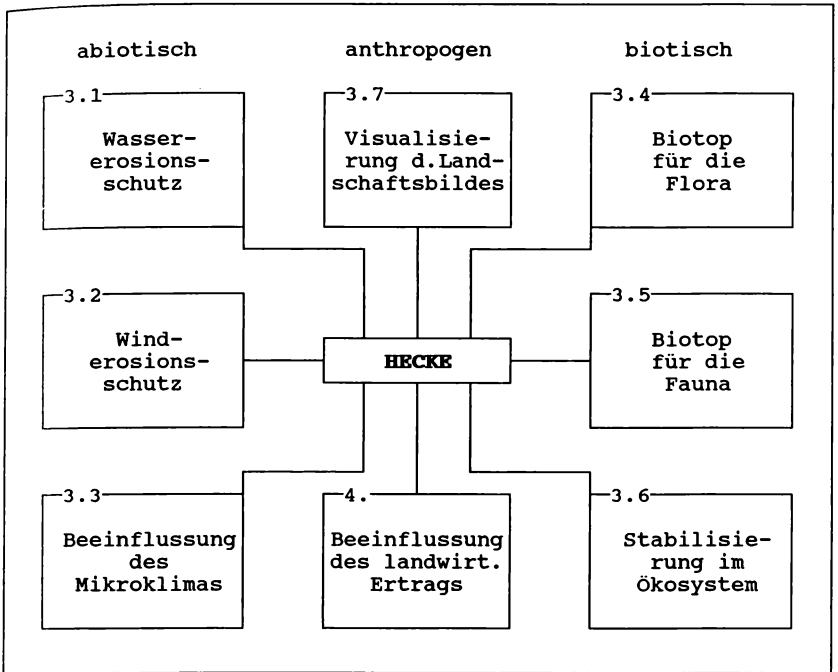 abiotisch
anthropogen
biotisch
3.1
Wasser-
erosions-
schutz
3.7
Visualisie-
rung d.Land-
schaftsbildes
3.4
Biotop
für die
Flora
3.2
Wind-
erosions-
schutz
HECKE
3.5
Biotop
für die
Fauna
3.3
Beeinflussung
des
Mikroklimas
4.
Beeinflussung
des landwirt.
Ertrags
3.6
Stabilisie-
rung im
Ökosystem